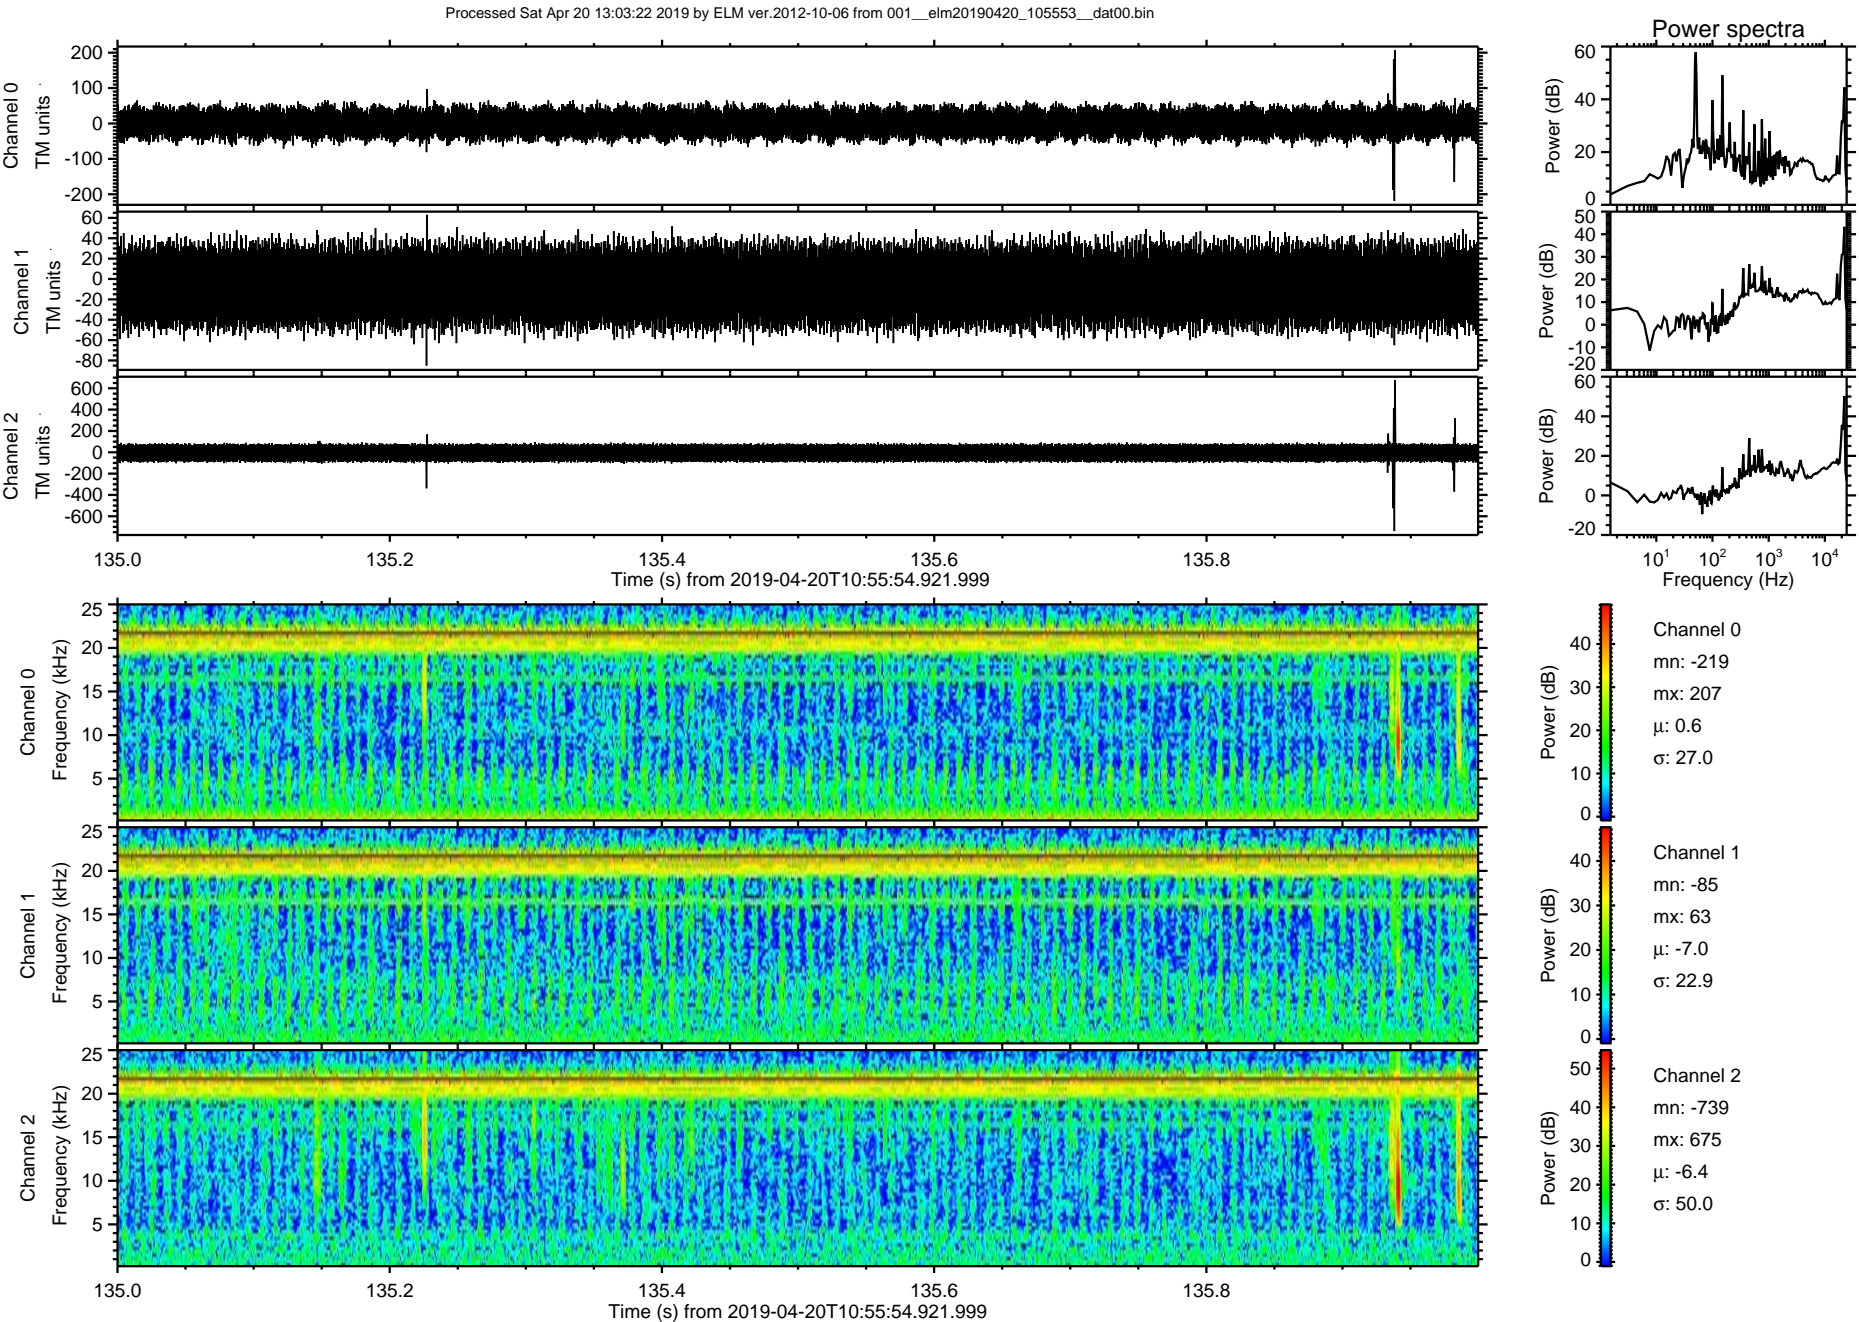 Processed Sat Apr 20 13:03:22 2019 by ELM ver.2012-10-06 from 001__elm20190420_105553__dat00.bin
Power spectra
Channel 0
TM units
200
100
0
-100
-200
Power (dB)
60
40
20
0
Channel 1
TM units
60
40
20
0
-20
-40
-60
-80
Power (dB)
50
40
30
20
10
0
-10
-20
Channel 2
TM units
600
400
200
0
-200
-400
-600
Power (dB)
60
40
20
0
-20
135.0 135.2 135.4 135.6 135.8
Time (s) from 2019-04-20T10:55:54.921.999
10¹ 10² 10³ 10⁴
Frequency (Hz)
Channel 0
Frequency (kHz)
25
20
15
10
5
Power (dB)
40
30
20
10
0
Channel 0
mn: -219
mx: 207
μ: 0.6
σ: 27.0
Channel 1
Frequency (kHz)
25
20
15
10
5
Power (dB)
40
30
20
10
0
Channel 1
mn: -85
mx: 63
μ: -7.0
σ: 22.9
Channel 2
Frequency (kHz)
25
20
15
10
5
Power (dB)
50
40
30
20
10
0
Channel 2
mn: -739
mx: 675
μ: -6.4
σ: 50.0
135.0 135.2 135.4 135.6 135.8
Time (s) from 2019-04-20T10:55:54.921.999